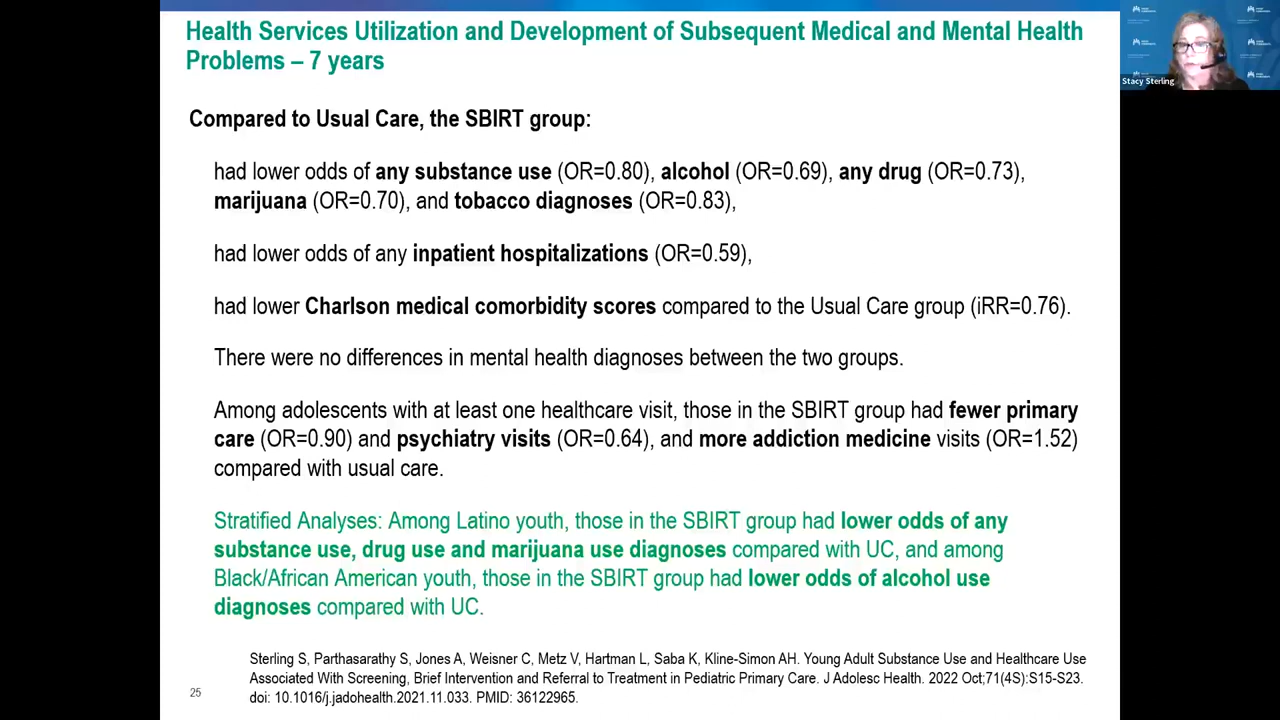 Health Services Utilization and Development of Subsequent Medical and Mental Health
Problems – 7 years
Stacy Sterling
Compared to Usual Care, the SBIRT group:
had lower odds of any substance use (OR=0.80), alcohol (OR=0.69), any drug (OR=0.73),
marijuana (OR=0.70), and tobacco diagnoses (OR=0.83),
had lower odds of any inpatient hospitalizations (OR=0.59),
had lower Charlson medical comorbidity scores compared to the Usual Care group (iRR=0.76).
There were no differences in mental health diagnoses between the two groups.
Among adolescents with at least one healthcare visit, those in the SBIRT group had fewer primary
care (OR=0.90) and psychiatry visits (OR=0.64), and more addiction medicine visits (OR=1.52)
compared with usual care.
Stratified Analyses: Among Latino youth, those in the SBIRT group had lower odds of any
substance use, drug use and marijuana use diagnoses compared with UC, and among
Black/African American youth, those in the SBIRT group had lower odds of alcohol use
diagnoses compared with UC.
Sterling S, Parthasarathy S, Jones A, Weisner C, Metz V, Hartman L, Saba K, Kline-Simon AH. Young Adult Substance Use and Healthcare Use
Associated With Screening, Brief Intervention and Referral to Treatment in Pediatric Primary Care. J Adolesc Health. 2022 Oct;71(4S):S15-S23.
doi: 10.1016/j.jadohealth.2021.11.033. PMID: 36122965.
25